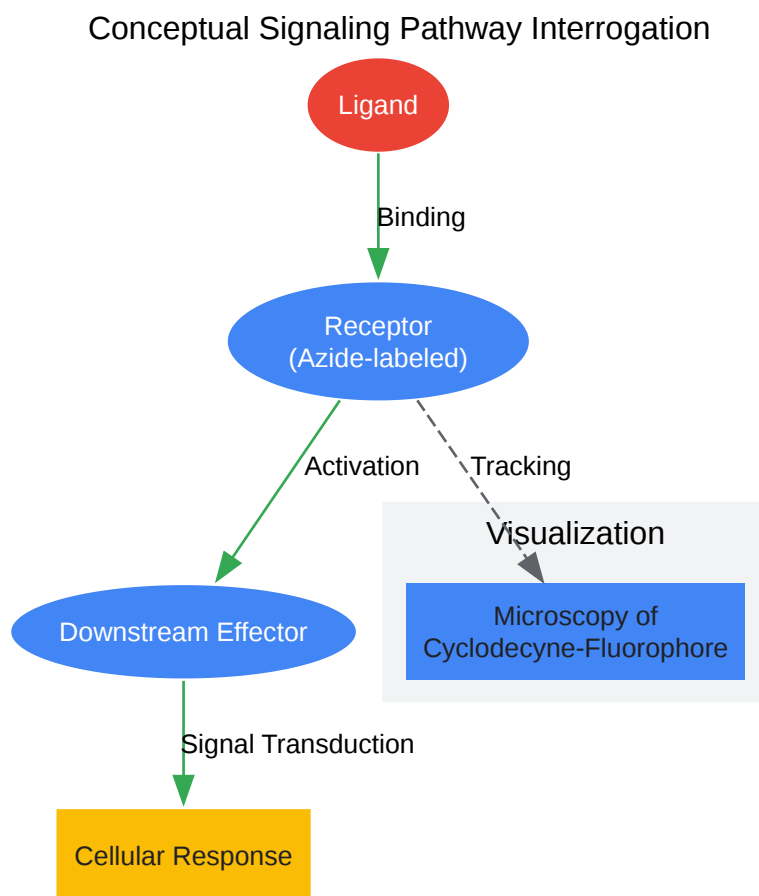 Conceptual Signaling Pathway Interrogation
Ligand
Binding
Receptor
(Azide-labeled)
Activation
Tracking
Visualization
Microscopy of
Cyclodecyne-Fluorophore
Downstream Effector
Signal Transduction
Cellular Response